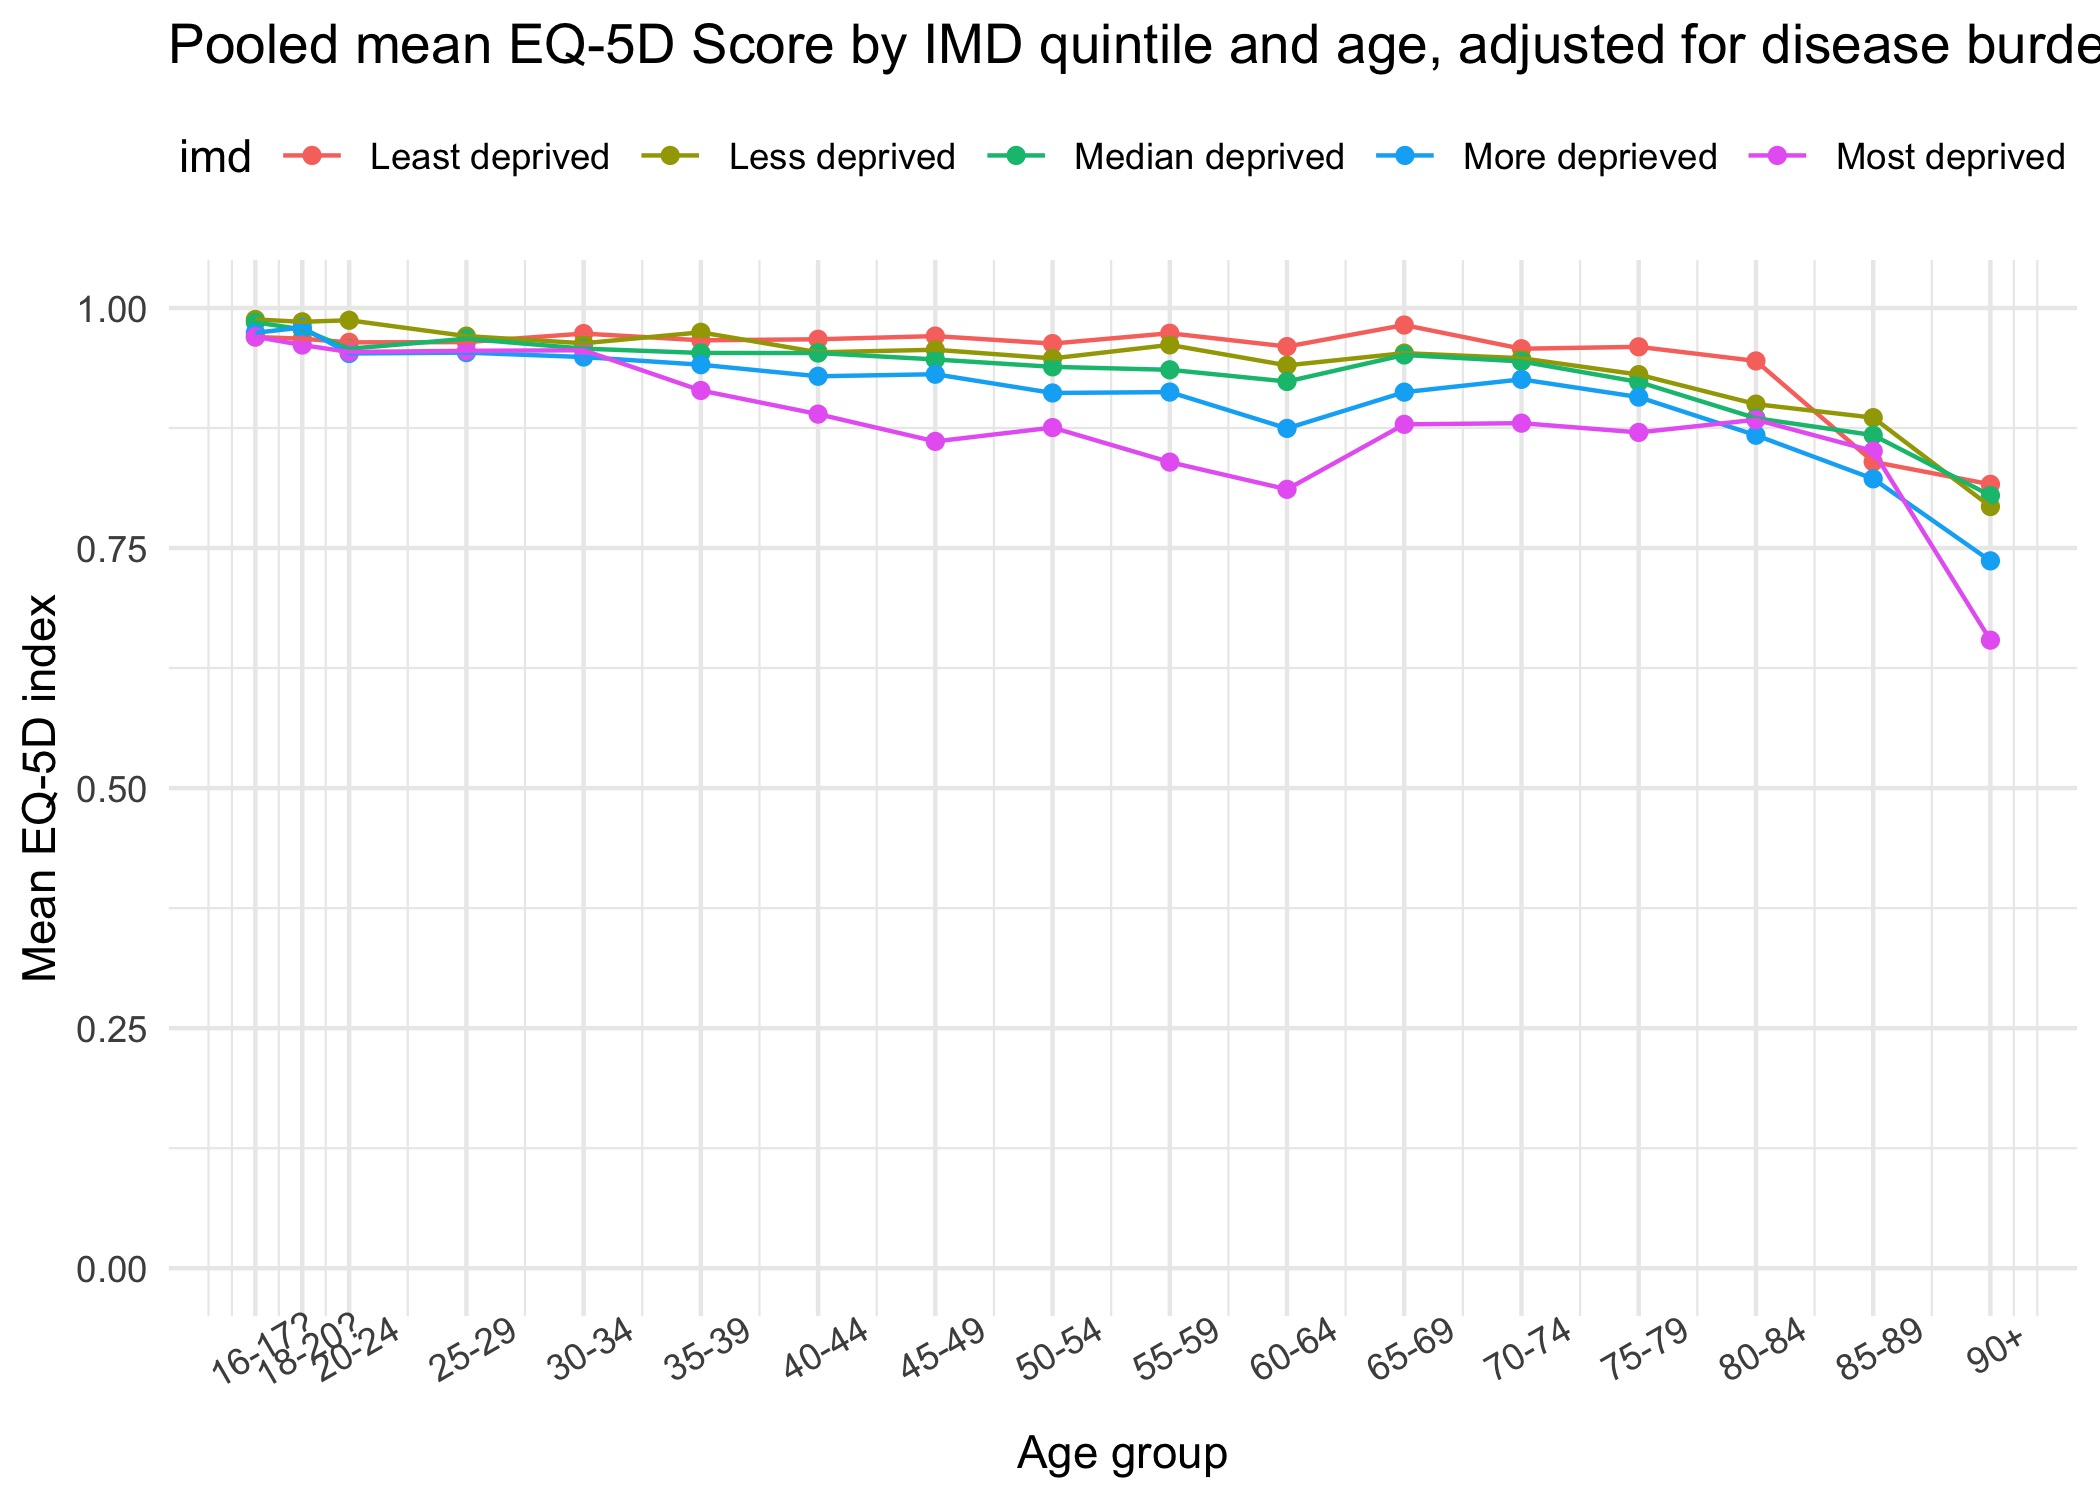 Pooled mean EQ-5D Score by IMD quintile and age, adjusted for disease burde
imd Least deprived Less deprived Median deprived More deprieved Most deprived
1.00
0.75
0.50
0.25
0.00
Mean EQ-5D index
16-17? 18-20? 20-24 25-29 30-34 35-39 40-44 45-49 50-54 55-59 60-64 65-69 70-74 75-79 80-84 85-89 90+
Age group